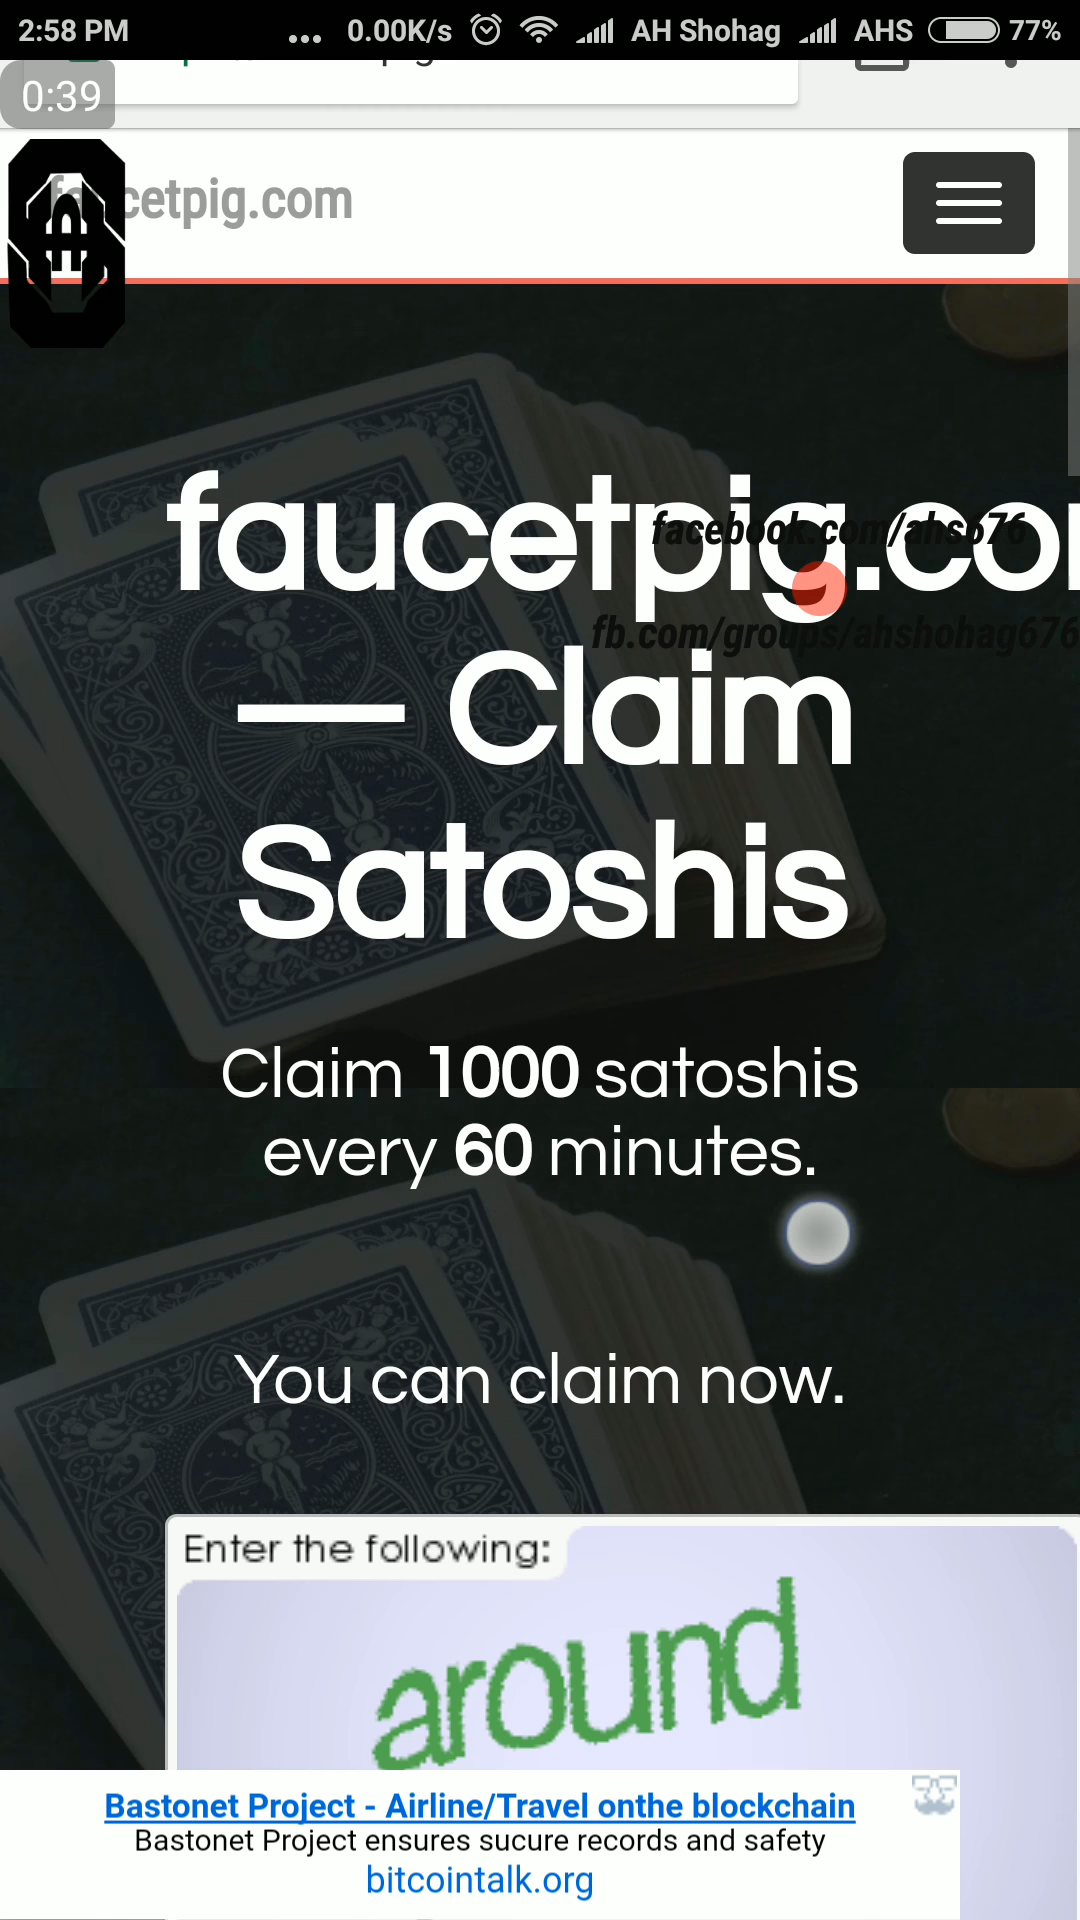 2:58 PM ... 0.00K/s AH Shohag AHS 77%
0:39
faucetpig.com
faucetpig.co
facebook.com/ahs676
fb.com/groups/ahshohag676
— Claim
Satoshis
Claim 1000 satoshis
every 60 minutes.
You can claim now.
Enter the following:
around
Bastonet Project - Airline/Travel onthe blockchain
Bastonet Project ensures sucure records and safety
bitcointalk.org